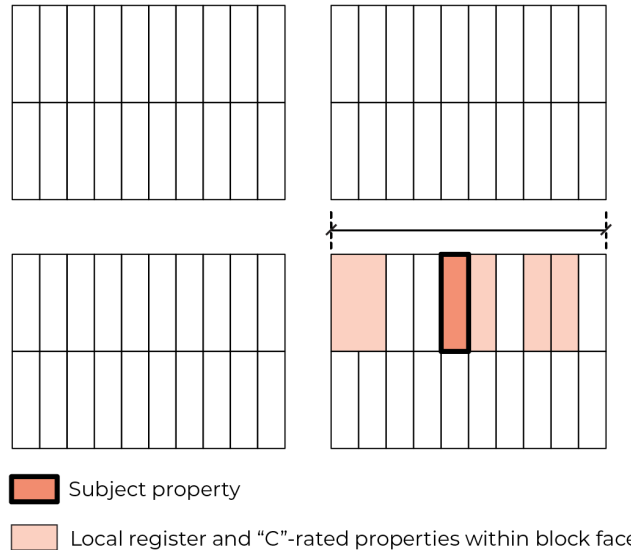 Subject property
Local register and “C”-rated properties within block face